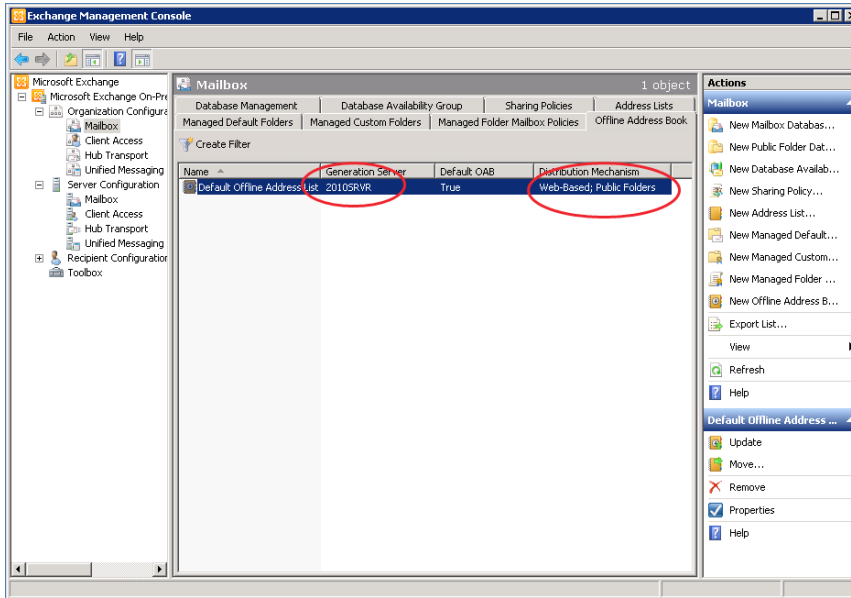 Exchange Management Console
File Action View Help
Microsoft Exchange
Microsoft Exchange On-Pre
Organization Configura
Mailbox
Client Access
Hub Transport
Unified Messaging
Server Configuration
Mailbox
Client Access
Hub Transport
Unified Messaging
Recipient Configuration
Toolbox
Mailbox 1 object
Database Management Database Availability Group Sharing Policies Address Lists
Managed Default Folders Managed Custom Folders Managed Folder Mailbox Policies Offline Address Book
Create Filter
Name Generation Server Default OAB Distribution Mechanism
Default Offline Address List 2010SRVR True Web-Based; Public Folders
Actions
Mailbox
New Mailbox Databas...
New Public Folder Dat...
New Database Availab...
New Sharing Policy...
New Address List...
New Managed Default...
New Managed Custom...
New Managed Folder ...
New Offline Address B...
Export List...
View
Refresh
Help
Default Offline Address ...
Update
Move...
Remove
Properties
Help